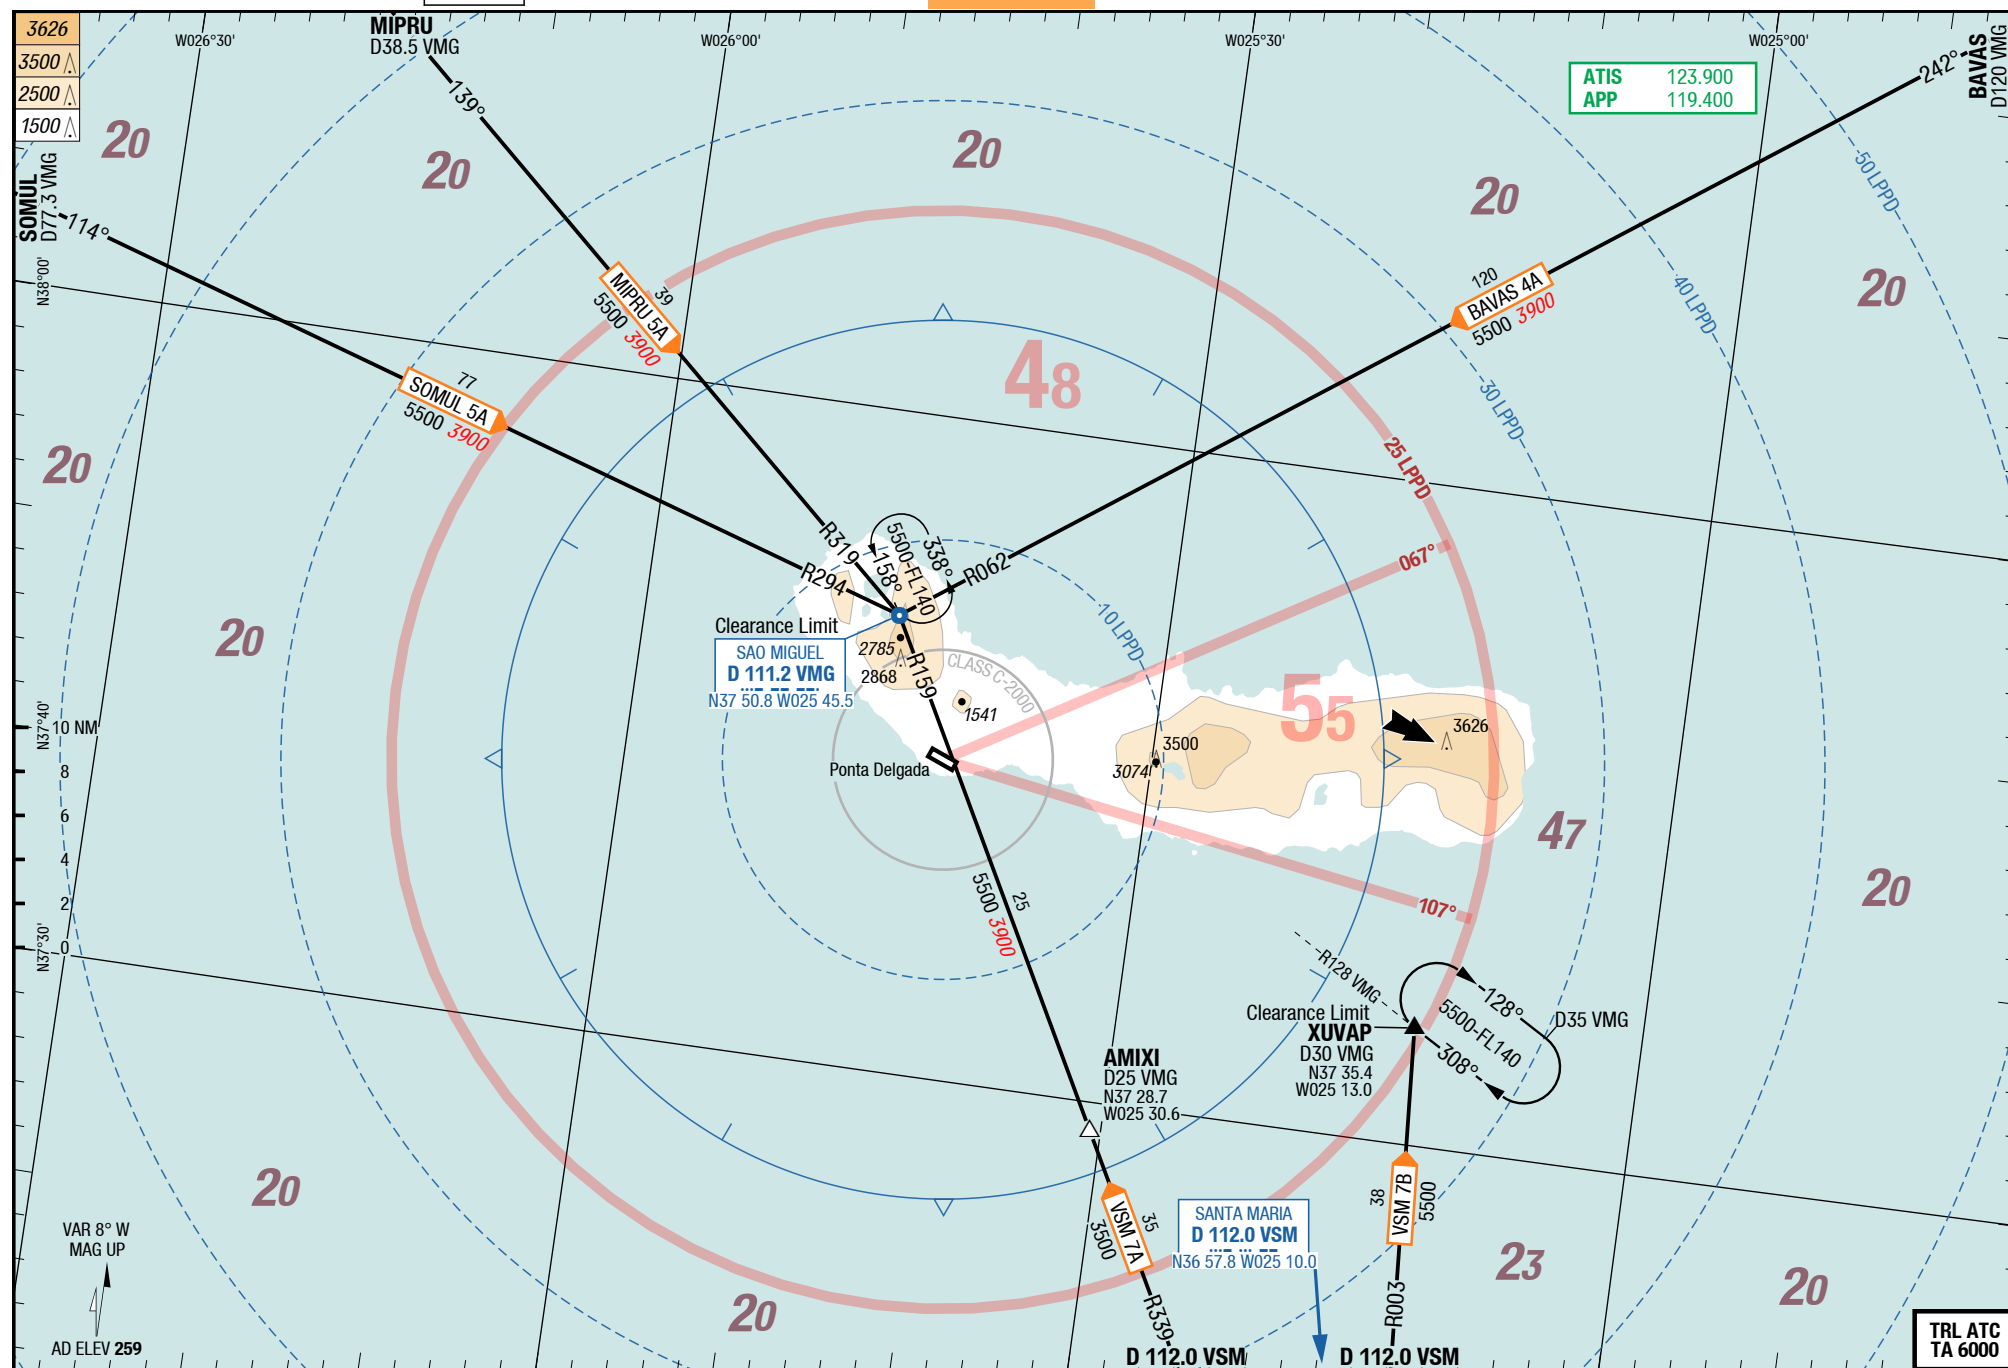 3626
3500
2500
1500
W026°30'
MIPRU
D38.5 VMG
W026°00'
W025°30'
W025°00'
242°
BAVAS
D120 VMG
ATIS 123.900
APP 119.400
139°
20
20
20
20
20
20
20
20
20
20
20
20
50 LPPD
SOMUL
D77.3 VMG
114°
N38°00'
MIPRU 5A
39
5500 3900
120
BAVAS 4A
5500 3900
40 LPPD
48
77
SOMUL 5A
5500 3900
30 LPPD
25 LPPD
067°
R319
R294
R062
5500-FL140
338°
158°
10 LPPD
Clearance Limit
SAO MIGUEL
D 111.2 VMG
N37 50.8 W025 45.5
2785
2868
R159
CLASS C-2000
1541
Ponta Delgada
55
3500
3074
3626
47
N37°40'
10 NM
8
6
4
2
0
N37°30'
107°
5500 3900
25
R128 VMG
128°
5500-FL140
308°
D35 VMG
Clearance Limit
XUVAP
D30 VMG
N37 35.4
W025 13.0
AMIXI
D25 VMG
N37 28.7
W025 30.6
VSM 7A
35
3500
R339
SANTA MARIA
D 112.0 VSM
N36 57.8 W025 10.0
38
VSM 7B
5500
R003
23
VAR 8° W
MAG UP
AD ELEV 259
D 112.0 VSM
D 112.0 VSM
TRL ATC
TA 6000